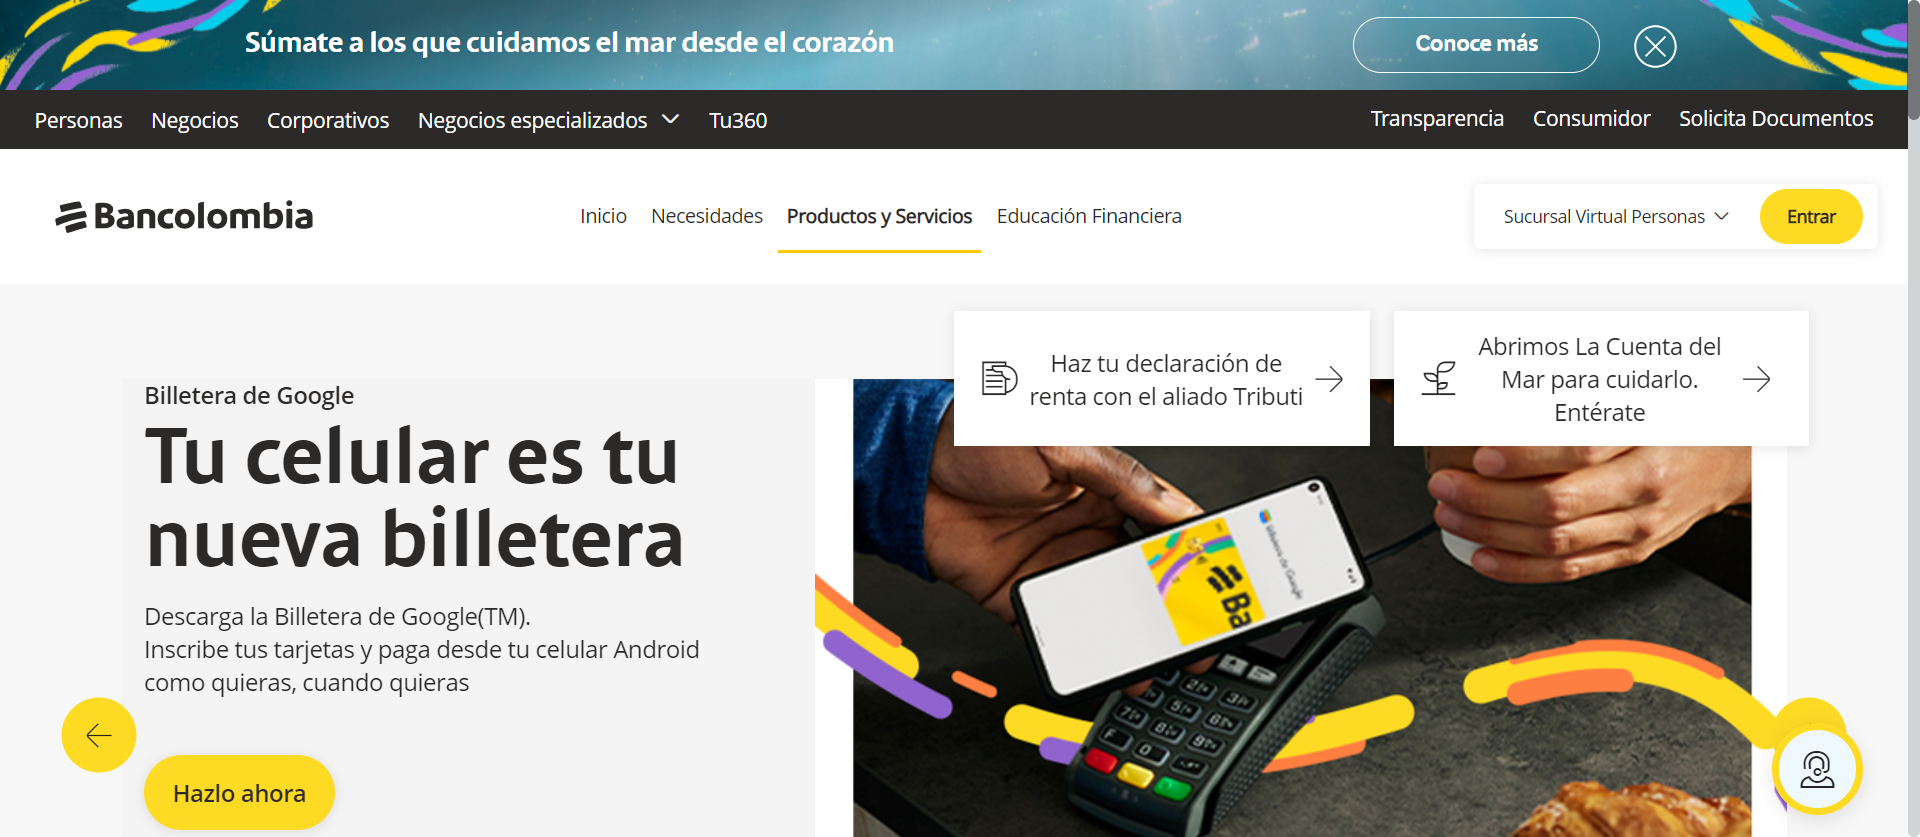 Súmate a los que cuidamos el mar desde el corazón
Conoce más
Personas Negocios Corporativos Negocios especializados Tu360
Transparencia Consumidor Solicita Documentos
Bancolombia
Inicio Necesidades Productos y Servicios Educación Financiera
Sucursal Virtual Personas
Entrar
Haz tu declaración de
renta con el aliado Tributi
Abrimos La Cuenta del
Mar para cuidarlo.
Entérate
Billetera de Google
Tu celular es tu
nueva billetera
Descarga la Billetera de Google(TM).
Inscribe tus tarjetas y paga desde tu celular Android
como quieras, cuando quieras
Hazlo ahora
Billetera de Google
Ba